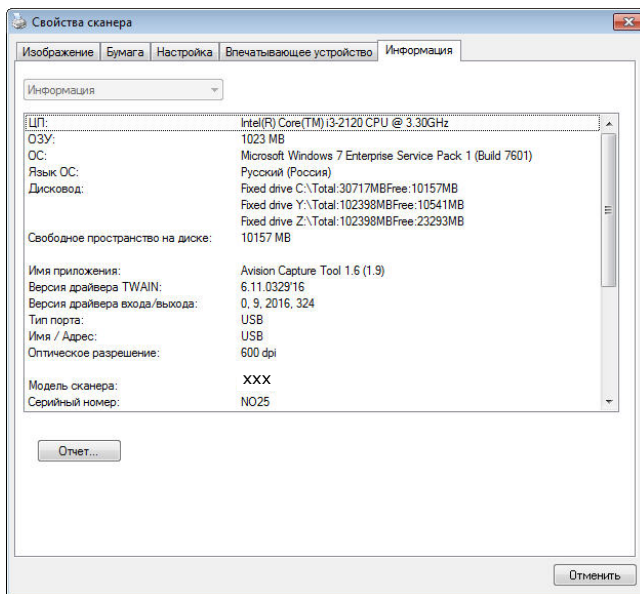 Свойства сканера
Изображение Бумага Настройка Впечатывающее устройство Информация
Информация
ЦП: Intel(R) Core(TM) i3-2120 CPU @ 3.30GHz
ОЗУ: 1023 MB
ОС: Microsoft Windows 7 Enterprise Service Pack 1 (Build 7601)
Язык ОС: Русский (Россия)
Дисковод: Fixed drive C:\Total:30717MBFree:10157MB
Fixed drive Y:\Total:102398MBFree:10541MB
Fixed drive Z:\Total:102398MBFree:23293MB
Свободное пространство на диске: 10157 MB
Имя приложения: Avision Capture Tool 1.6 (1.9)
Версия драйвера TWAIN: 6.11.0329'16
Версия драйвера входа/выхода: 0, 9, 2016, 324
Тип порта: USB
Имя / Адрес: USB
Оптическое разрешение: 600 dpi
Модель сканера: XXX
Серийный номер: NO25
Отчет...
Отменить